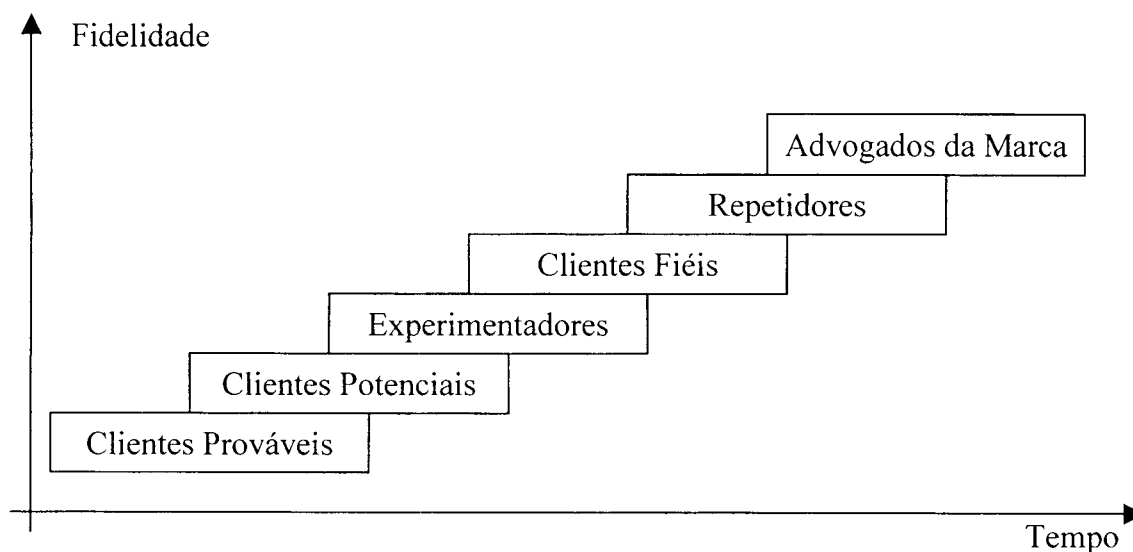 Fidelidade
Advogados da Marca
Repetidores
Clientes Fiéis
Experimentadores
Clientes Potenciais
Clientes Prováveis
Tempo